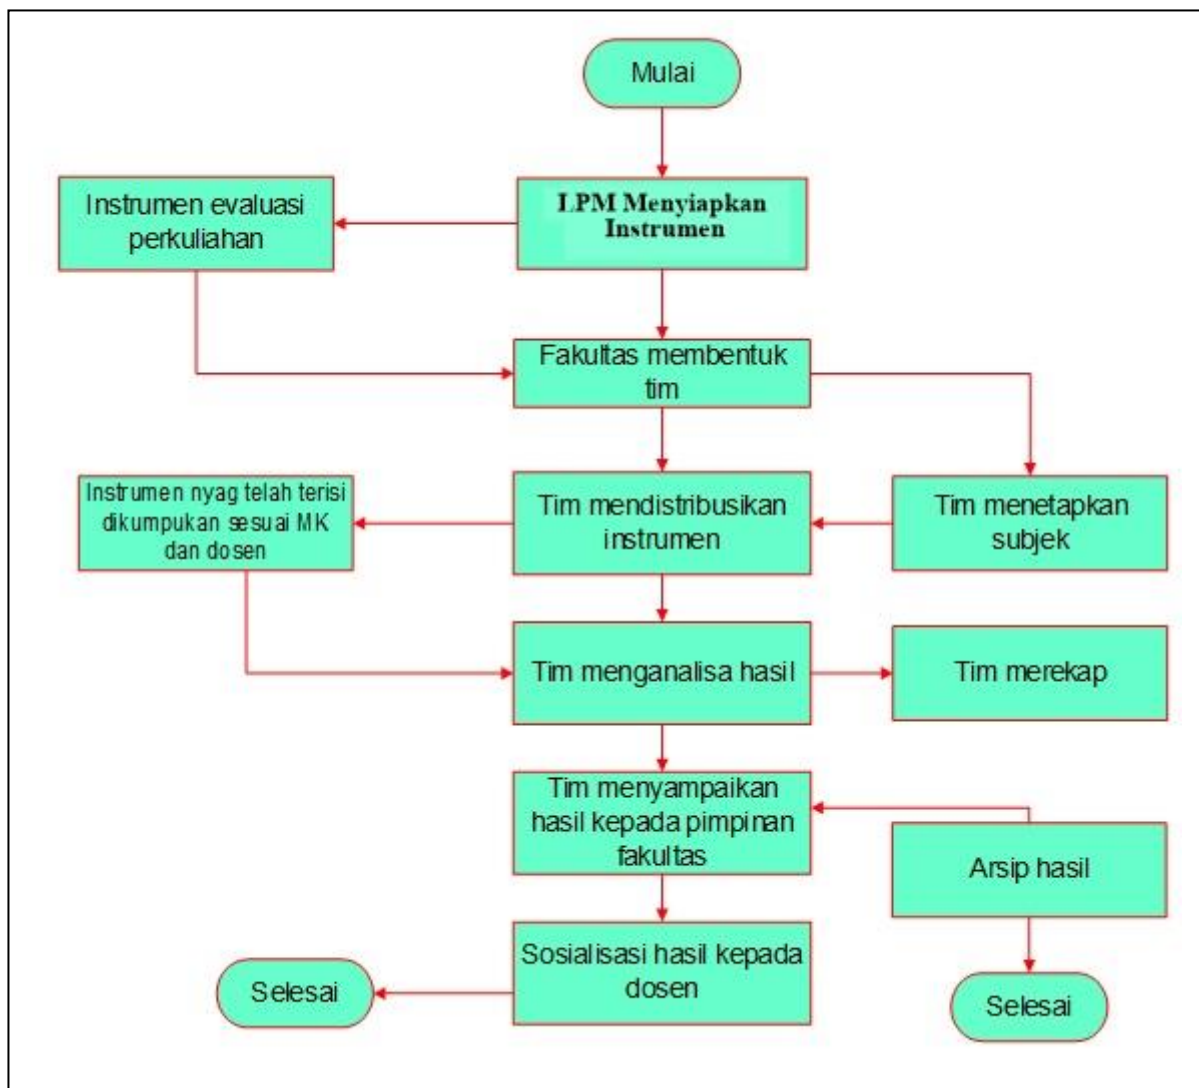 Mulai
Instrumen evaluasi
perkuliahan
LPM Menyiapkan
Instrumen
Fakultas membentuk
tim
Instrumen nyag telah terisi
dikumpukan sesuai MK
dan dosen
Tim mendistribusikan
instrumen
Tim menetapkan
subjek
Tim menganalisa hasil
Tim merekap
Tim menyampaikan
hasil kepada pimpinan
fakultas
Arsip hasil
Sosialisasi hasil kepada
dosen
Selesai
Selesai